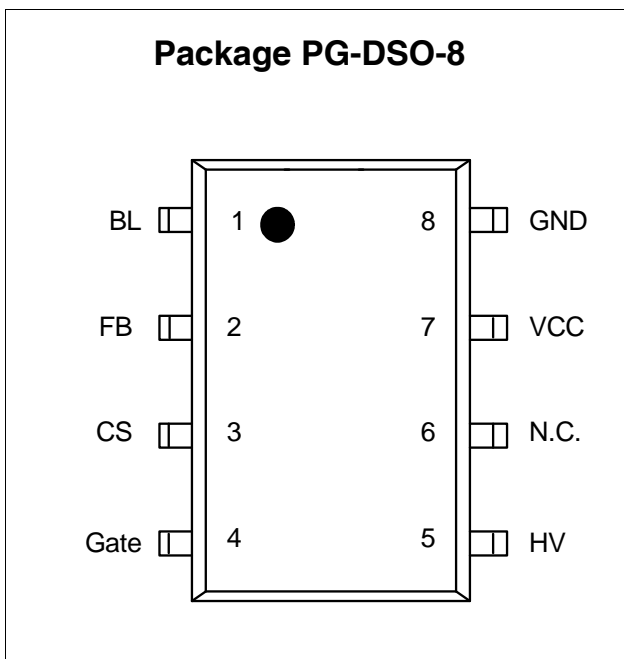 Package PG-DSO-8
BL 1 8 GND
FB 2 7 VCC
CS 3 6 N.C.
Gate 4 5 HV